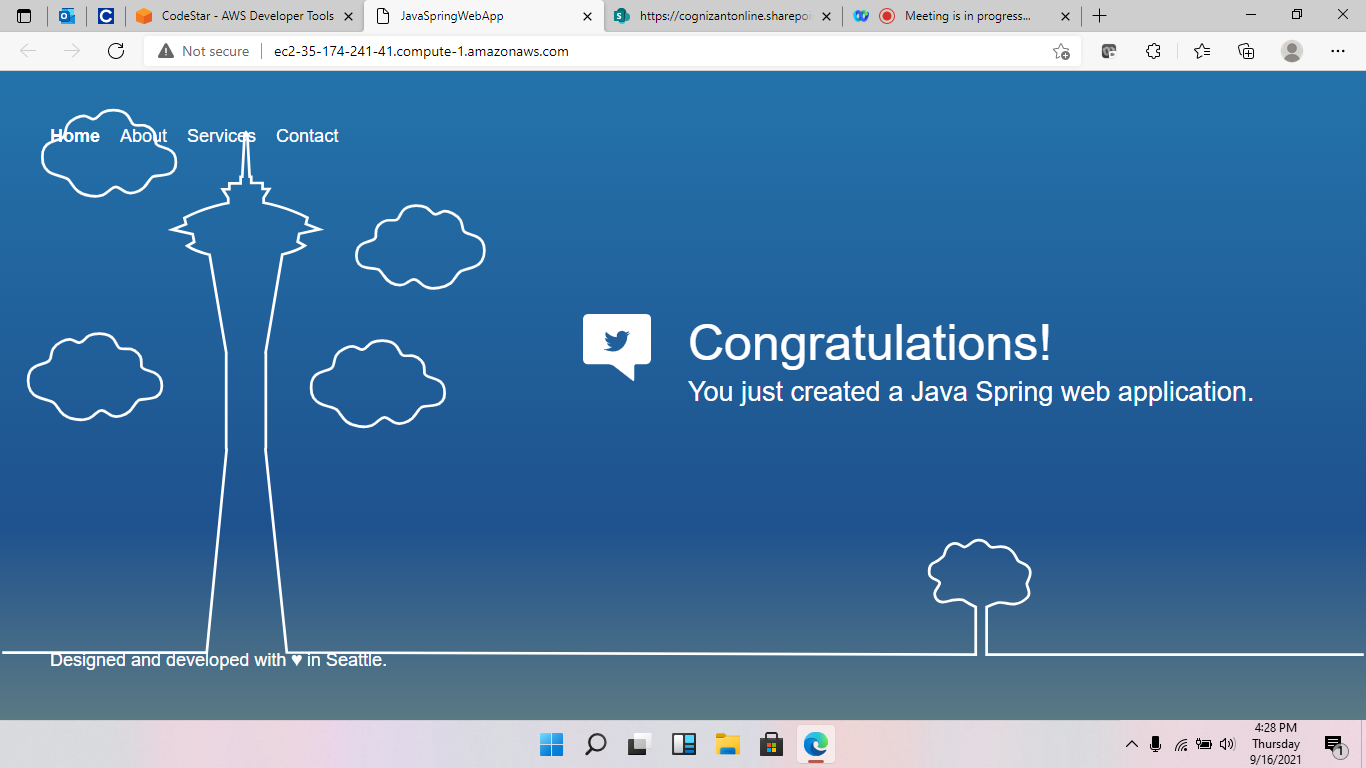 CodeStar - AWS Developer Tools
JavaSpringWebApp
https://cognizantonline.sharepoi
Meeting is in progress...
Not secure
ec2-35-174-241-41.compute-1.amazonaws.com
Home About Services Contact
Congratulations!
You just created a Java Spring web application.
Designed and developed with ♥ in Seattle.
4:28 PM
Thursday
9/16/2021
1